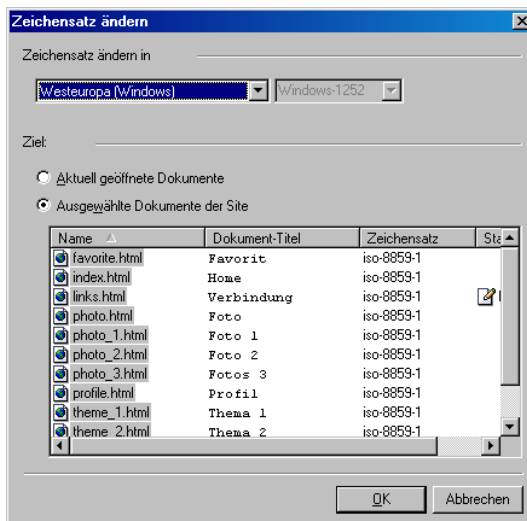 Zeichensatz ändern
Zeichensatz ändern in
Westeuropa (Windows) Windows-1252
Ziel:
Aktuell geöffnete Dokumente
Ausgewählte Dokumente der Site
Name Dokument-Titel Zeichensatz Sta
favorite.html Favorit iso-8859-1
index.html Home iso-8859-1
links.html Verbindung iso-8859-1
photo.html Foto iso-8859-1
photo_1.html Foto 1 iso-8859-1
photo_2.html Foto 2 iso-8859-1
photo_3.html Fotos 3 iso-8859-1
profile.html Profil iso-8859-1
theme_1.html Thema 1 iso-8859-1
theme_2.html Thema 2 iso-8859-1
OK Abbrechen